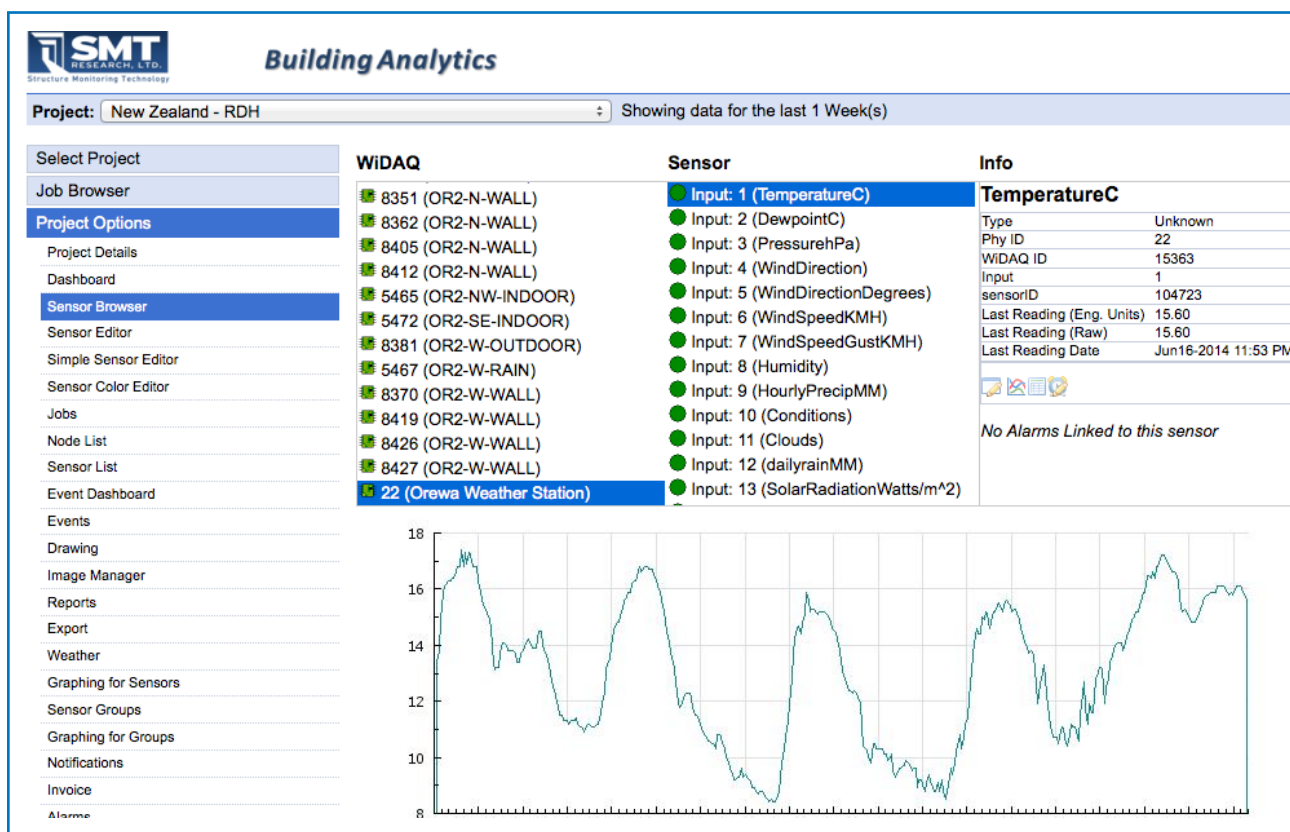 SMT
RESEARCH, LTD.
Structure Monitoring Technology
Building Analytics
Project: New Zealand - RDH Showing data for the last 1 Week(s)
Select Project
Job Browser
Project Options
Project Details
Dashboard
Sensor Browser
Sensor Editor
Simple Sensor Editor
Sensor Color Editor
Jobs
Node List
Sensor List
Event Dashboard
Events
Drawing
Image Manager
Reports
Export
Weather
Graphing for Sensors
Sensor Groups
Graphing for Groups
Notifications
Invoice
Alarms
WiDAQ
8351 (OR2-N-WALL)
8362 (OR2-N-WALL)
8405 (OR2-N-WALL)
8412 (OR2-N-WALL)
5465 (OR2-NW-INDOOR)
5472 (OR2-SE-INDOOR)
8381 (OR2-W-OUTDOOR)
5467 (OR2-W-RAIN)
8370 (OR2-W-WALL)
8419 (OR2-W-WALL)
8426 (OR2-W-WALL)
8427 (OR2-W-WALL)
22 (Orewa Weather Station)
Sensor
Input: 1 (TemperatureC)
Input: 2 (DewpointC)
Input: 3 (PressurehPa)
Input: 4 (WindDirection)
Input: 5 (WindDirectionDegrees)
Input: 6 (WindSpeedKMH)
Input: 7 (WindSpeedGustKMH)
Input: 8 (Humidity)
Input: 9 (HourlyPrecipMM)
Input: 10 (Conditions)
Input: 11 (Clouds)
Input: 12 (dailyrainMM)
Input: 13 (SolarRadiationWatts/m^2)
Info
TemperatureC
Type Unknown
Phy ID 22
WiDAQ ID 15363
Input 1
sensorID 104723
Last Reading (Eng. Units) 15.60
Last Reading (Raw) 15.60
Last Reading Date Jun16-2014 11:53 PM
No Alarms Linked to this sensor
18
16
14
12
10
8